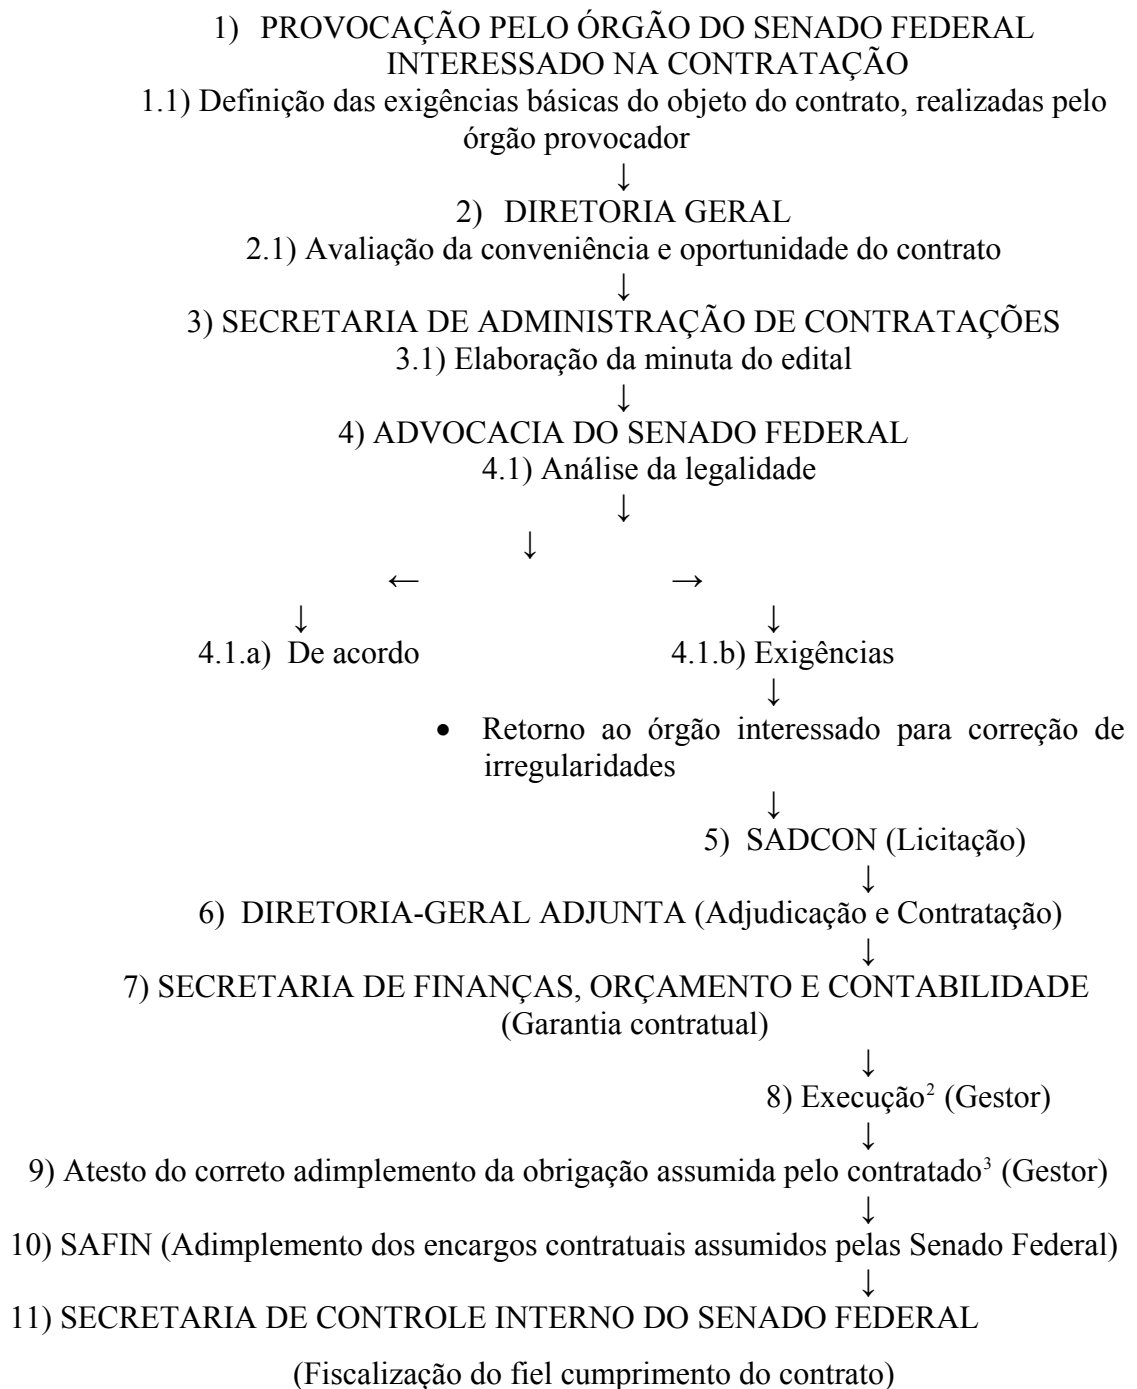 1) PROVOCAÇÃO PELO ÓRGÃO DO SENADO FEDERAL
INTERESSADO NA CONTRATAÇÃO
1.1) Definição das exigências básicas do objeto do contrato, realizadas pelo
órgão provocador
↓
2) DIRETORIA GERAL
2.1) Avaliação da conveniência e oportunidade do contrato
↓
3) SECRETARIA DE ADMINISTRAÇÃO DE CONTRATAÇÕES
3.1) Elaboração da minuta do edital
↓
4) ADVOCACIA DO SENADO FEDERAL
4.1) Análise da legalidade
↓
↓
← →
↓ ↓
4.1.a) De acordo 4.1.b) Exigências
↓
• Retorno ao órgão interessado para correção de
irregularidades
↓
5) SADCON (Licitação)
↓
6) DIRETORIA-GERAL ADJUNTA (Adjudicação e Contratação)
↓
7) SECRETARIA DE FINANÇAS, ORÇAMENTO E CONTABILIDADE
(Garantia contratual)
↓
8) Execução² (Gestor)
↓
9) Atesto do correto adimplemento da obrigação assumida pelo contratado³ (Gestor)
↓
10) SAFIN (Adimplemento dos encargos contratuais assumidos pelas Senado Federal)
↓
11) SECRETARIA DE CONTROLE INTERNO DO SENADO FEDERAL
(Fiscalização do fiel cumprimento do contrato)